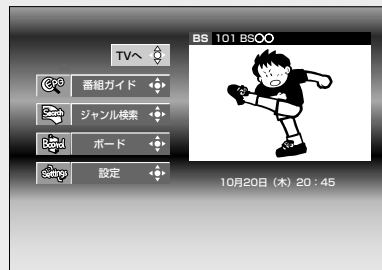 BS 101 BS〇〇
TVへ
番組ガイド
Search
ジャンル検索
Board
ボード
Settings
設定
10月20日（木）20：45